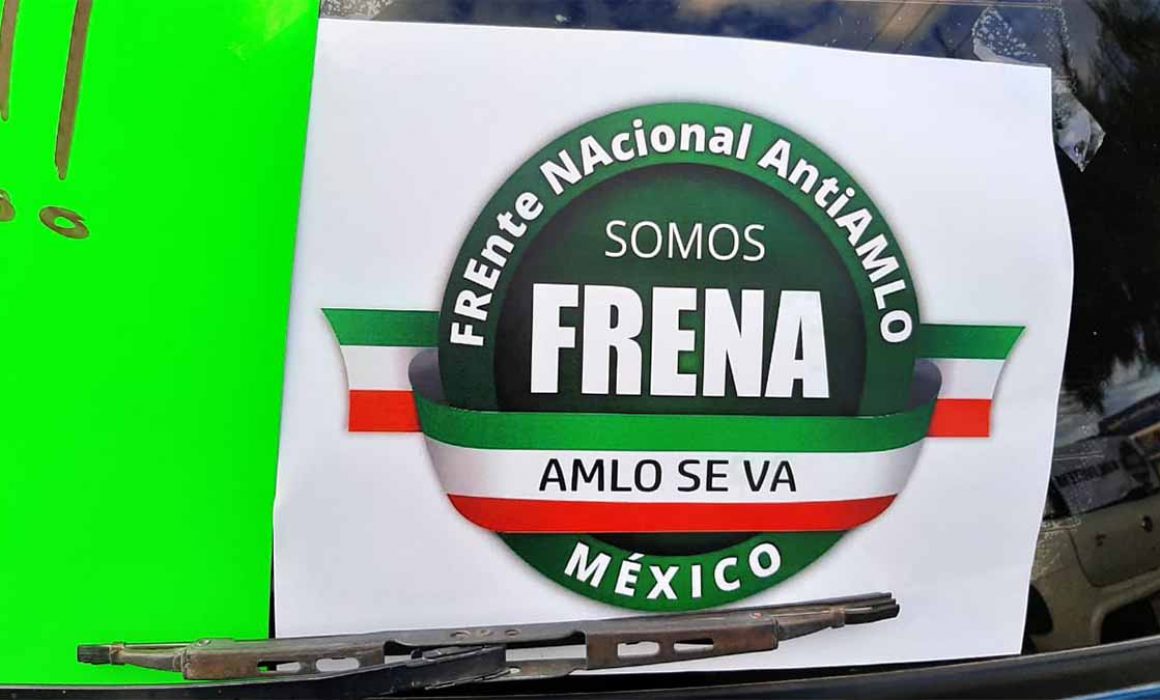 FREnte NAcional AntiAMLO
SOMOS
FRENA
AMLO SE VA
MÉXICO